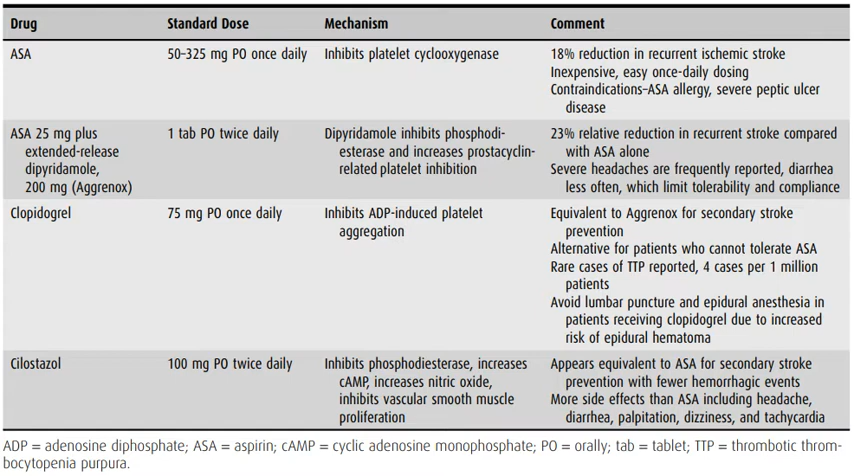 Drug Standard Dose Mechanism Comment
ASA 50–325 mg PO once daily Inhibits platelet cyclooxygenase 18% reduction in recurrent ischemic stroke
Inexpensive, easy once-daily dosing
Contraindications–ASA allergy, severe peptic ulcer
disease
ASA 25 mg plus 1 tab PO twice daily Dipyridamole inhibits phosphodi- 23% relative reduction in recurrent stroke compared
extended-release esterase and increases prostacyclin- with ASA alone
dipyridamole, related platelet inhibition Severe headaches are frequently reported, diarrhea
200 mg (Aggrenox) less often, which limit tolerability and compliance
Clopidogrel 75 mg PO once daily Inhibits ADP-induced platelet Equivalent to Aggrenox for secondary stroke
aggregation prevention
Alternative for patients who cannot tolerate ASA
Rare cases of TTP reported, 4 cases per 1 million
patients
Avoid lumbar puncture and epidural anesthesia in
patients receiving clopidogrel due to increased
risk of epidural hematoma
Cilostazol 100 mg PO twice daily Inhibits phosphodiesterase, increases Appears equivalent to ASA for secondary stroke
cAMP, increases nitric oxide, prevention with fewer hemorrhagic events
inhibits vascular smooth muscle More side effects than ASA including headache,
proliferation diarrhea, palpitation, dizziness, and tachycardia
ADP = adenosine diphosphate; ASA = aspirin; cAMP = cyclic adenosine monophosphate; PO = orally; tab = tablet; TTP = thrombotic throm-
bocytopenia purpura.